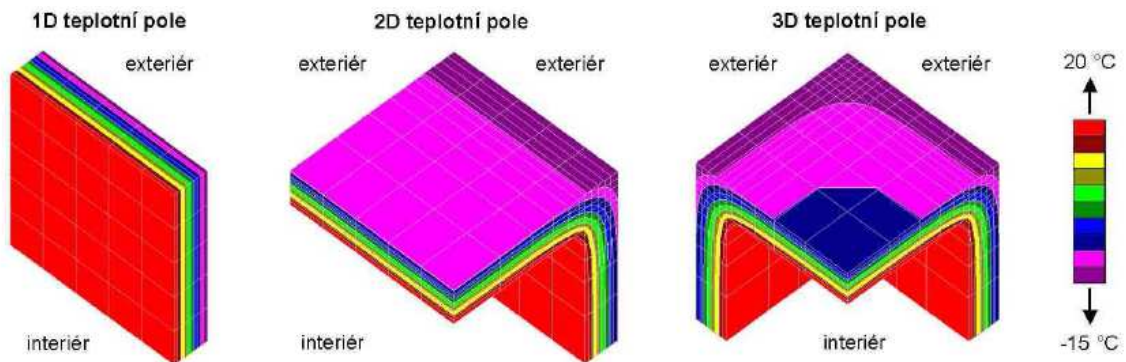 1D teplotní pole
2D teplotní pole
3D teplotní pole
exteriér
exteriér
exteriér
exteriér
exteriér
20 °C
interiér
interiér
interiér
-15 °C